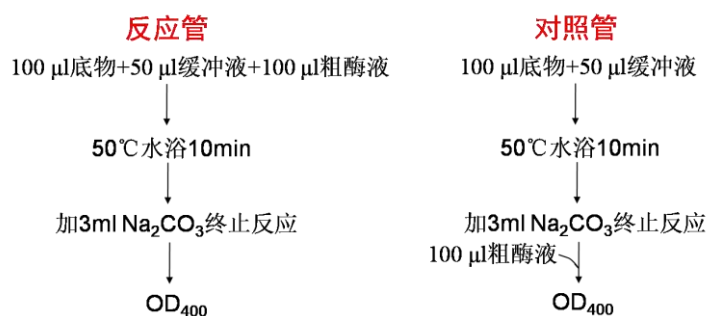 反应管
100 μl底物+50 μl缓冲液+100 μl粗酶液
50℃水浴10min
加3ml Na₂CO₃终止反应
OD₄₀₀
对照管
100 μl底物+50 μl缓冲液
50℃水浴10min
加3ml Na₂CO₃终止反应
100 μl粗酶液
OD₄₀₀